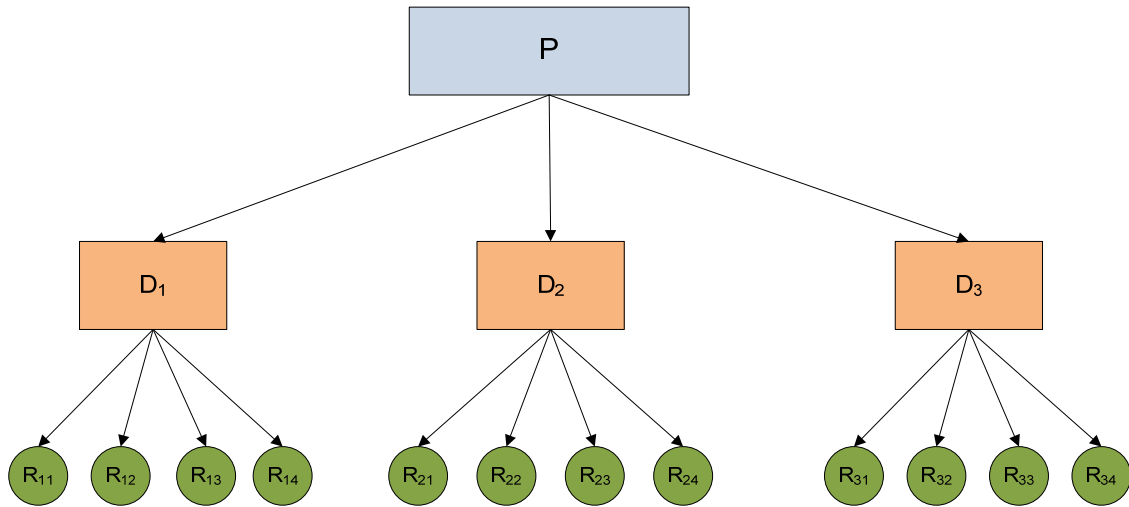 P
D₁ D₂ D₃
R₁₁ R₁₂ R₁₃ R₁₄ R₂₁ R₂₂ R₂₃ R₂₄ R₃₁ R₃₂ R₃₃ R₃₄